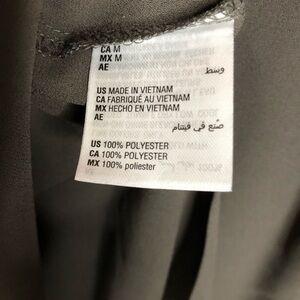 CA M
MX M
AE
وسط
US MADE IN VIETNAM
CA FABRIQUÉ AU VIETNAM
MX HECHO EN VIETNAM
AE
صُنع في فيتنام
US 100% POLYESTER
CA 100% POLYESTER
MX 100% poliester